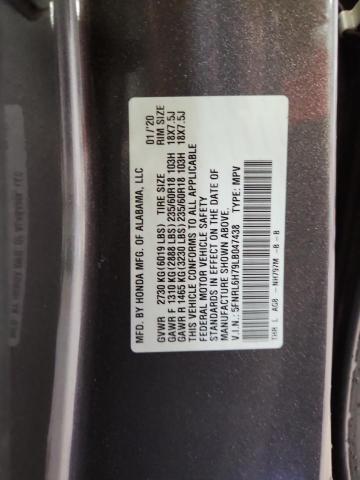 MFD. BY HONDA MFG. OF ALABAMA, LLC 01/'20
GVWR 2730 KG(6019 LBS) TIRE SIZE RIM SIZE
GAWR F 1310 KG(2888 LBS) 235/60R18 103H 18X7.5J
GAWR R 1465 KG(3230 LBS) 235/60R18 103H 18X7.5J
THIS VEHICLE CONFORMS TO ALL APPLICABLE
FEDERAL MOTOR VEHICLE SAFETY
STANDARDS IN EFFECT ON THE DATE OF
MANUFACTURE SHOWN ABOVE.
V.I.N.: 5FNRL6H79LB047438 TYPE: MPV
THR L AG8 -NH797M -B -B